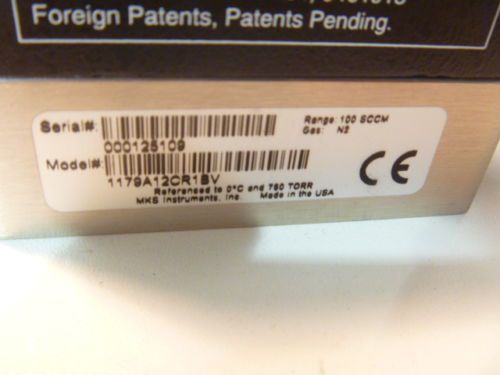 Foreign Patents, Patents Pending.
Serial#:
000125109
Range: 100 SCCM
Gas: N2
Model#:
1179A12CR1BV
CE
Referenced to 0°C and 760 TORR
MKS Instruments, Inc. Made in the USA